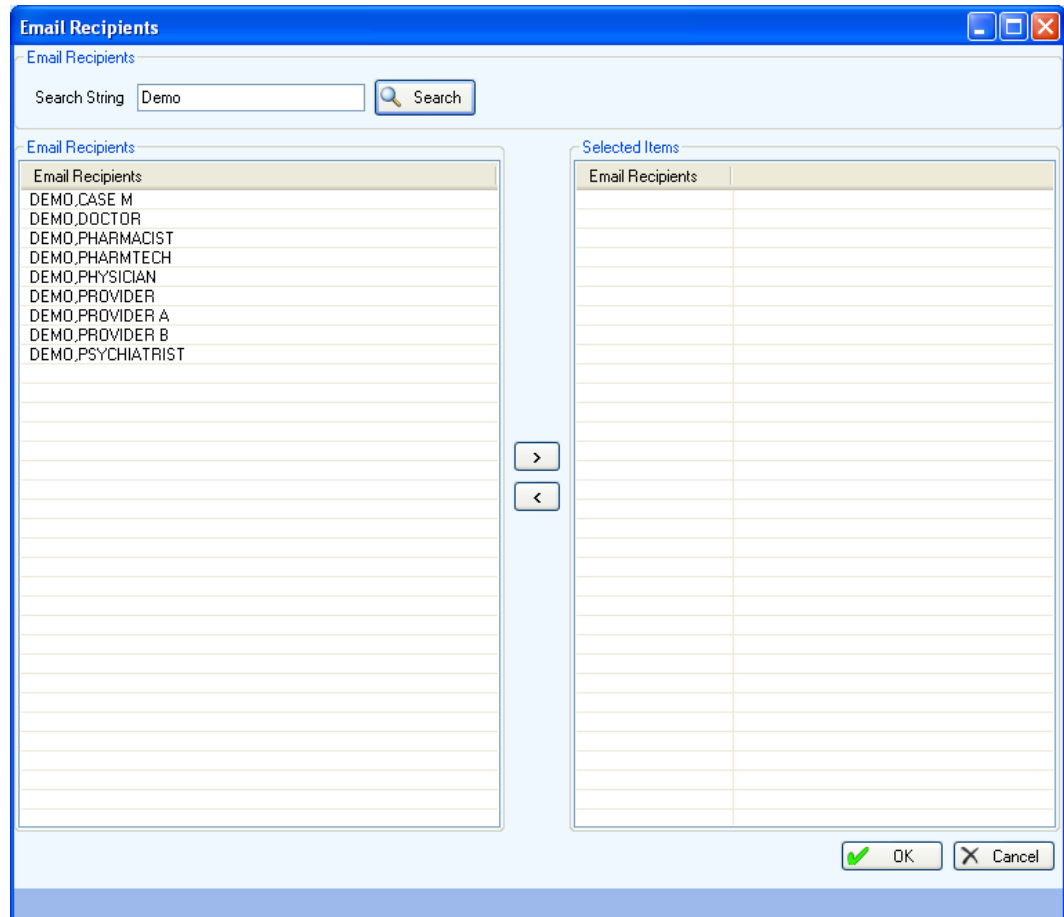 Email Recipients
Email Recipients
Search String Demo Search
Email Recipients
Email Recipients
DEMO,CASE M
DEMO,DOCTOR
DEMO,PHARMACIST
DEMO,PHARMTECH
DEMO,PHYSICIAN
DEMO,PROVIDER
DEMO,PROVIDER A
DEMO,PROVIDER B
DEMO,PSYCHIATRIST
>
<
Selected Items
Email Recipients
OK Cancel